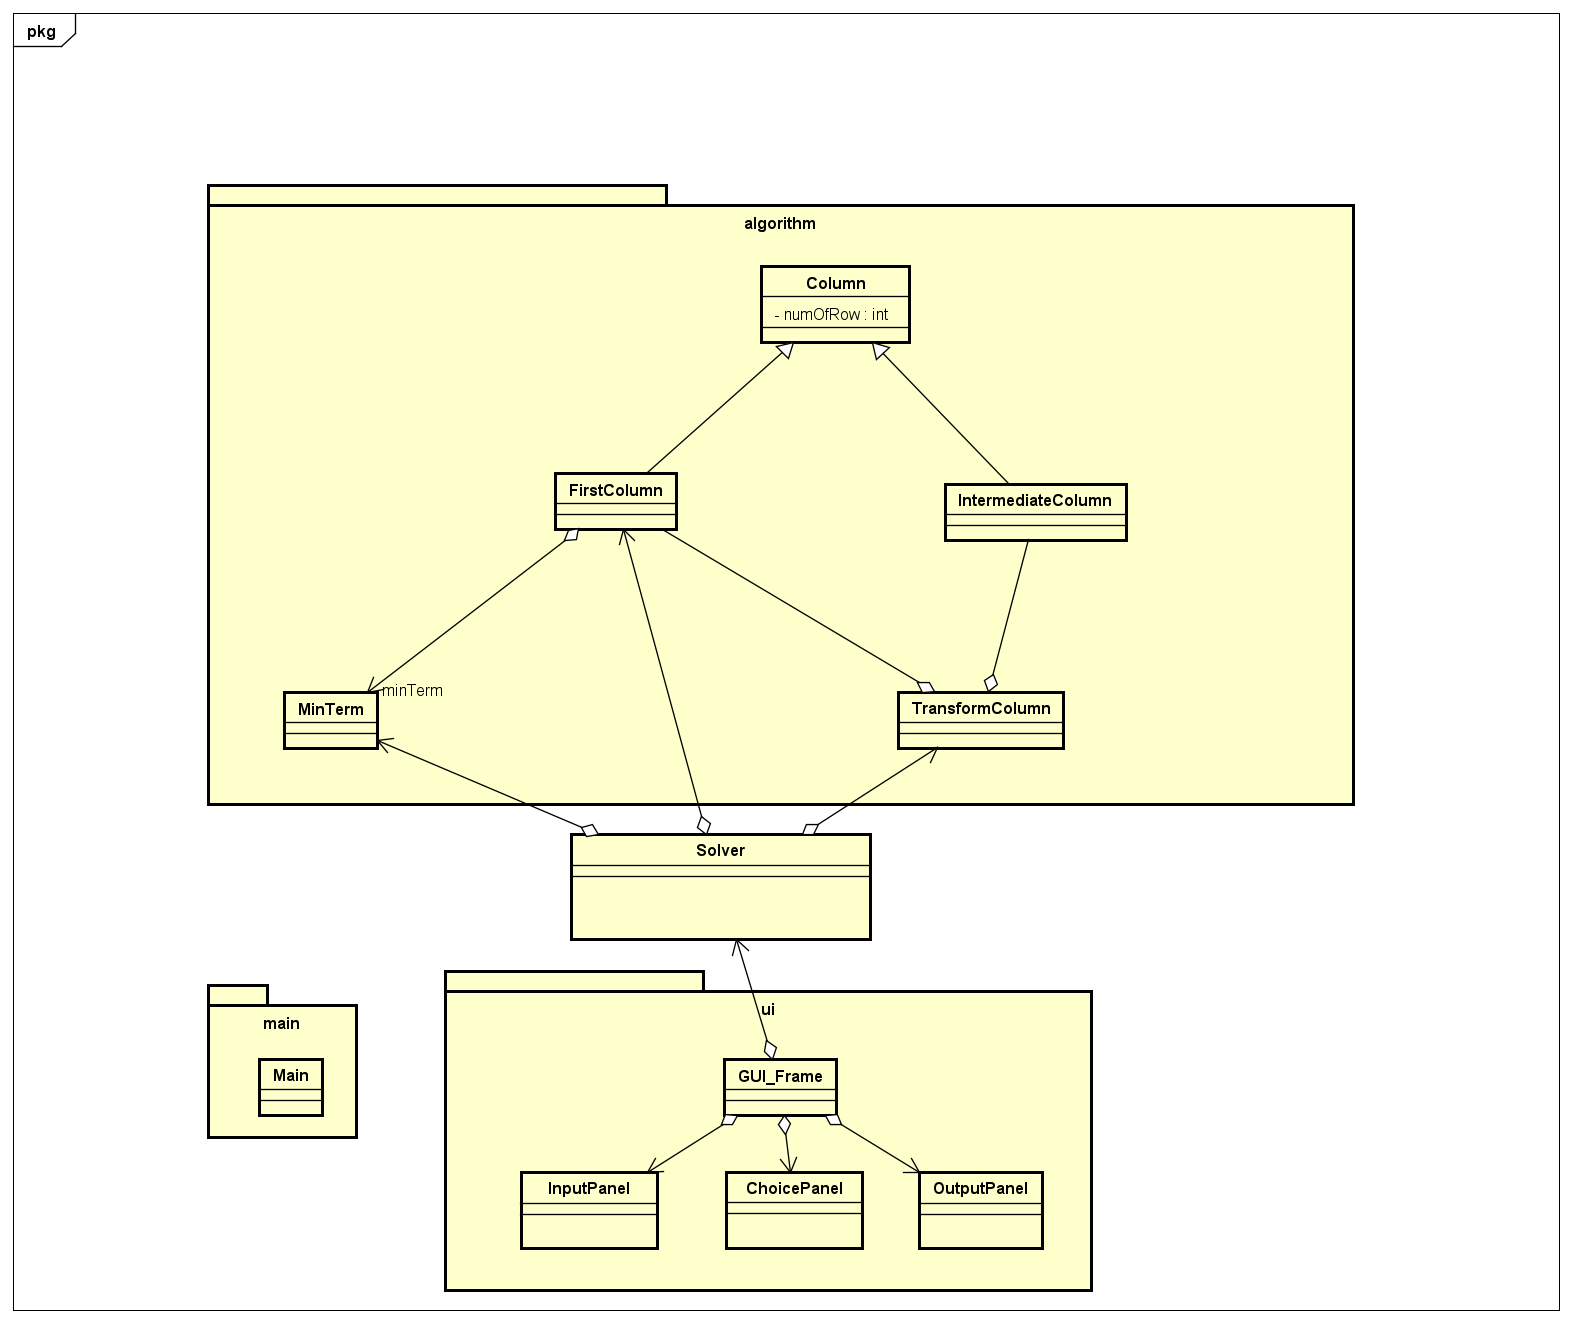 pkg
algorithm
Column
- numOfRow : int
FirstColumn
IntermediateColumn
minTerm
MinTerm
TransformColumn
Solver
ui
main
Main
GUI_Frame
InputPanel
ChoicePanel
OutputPanel